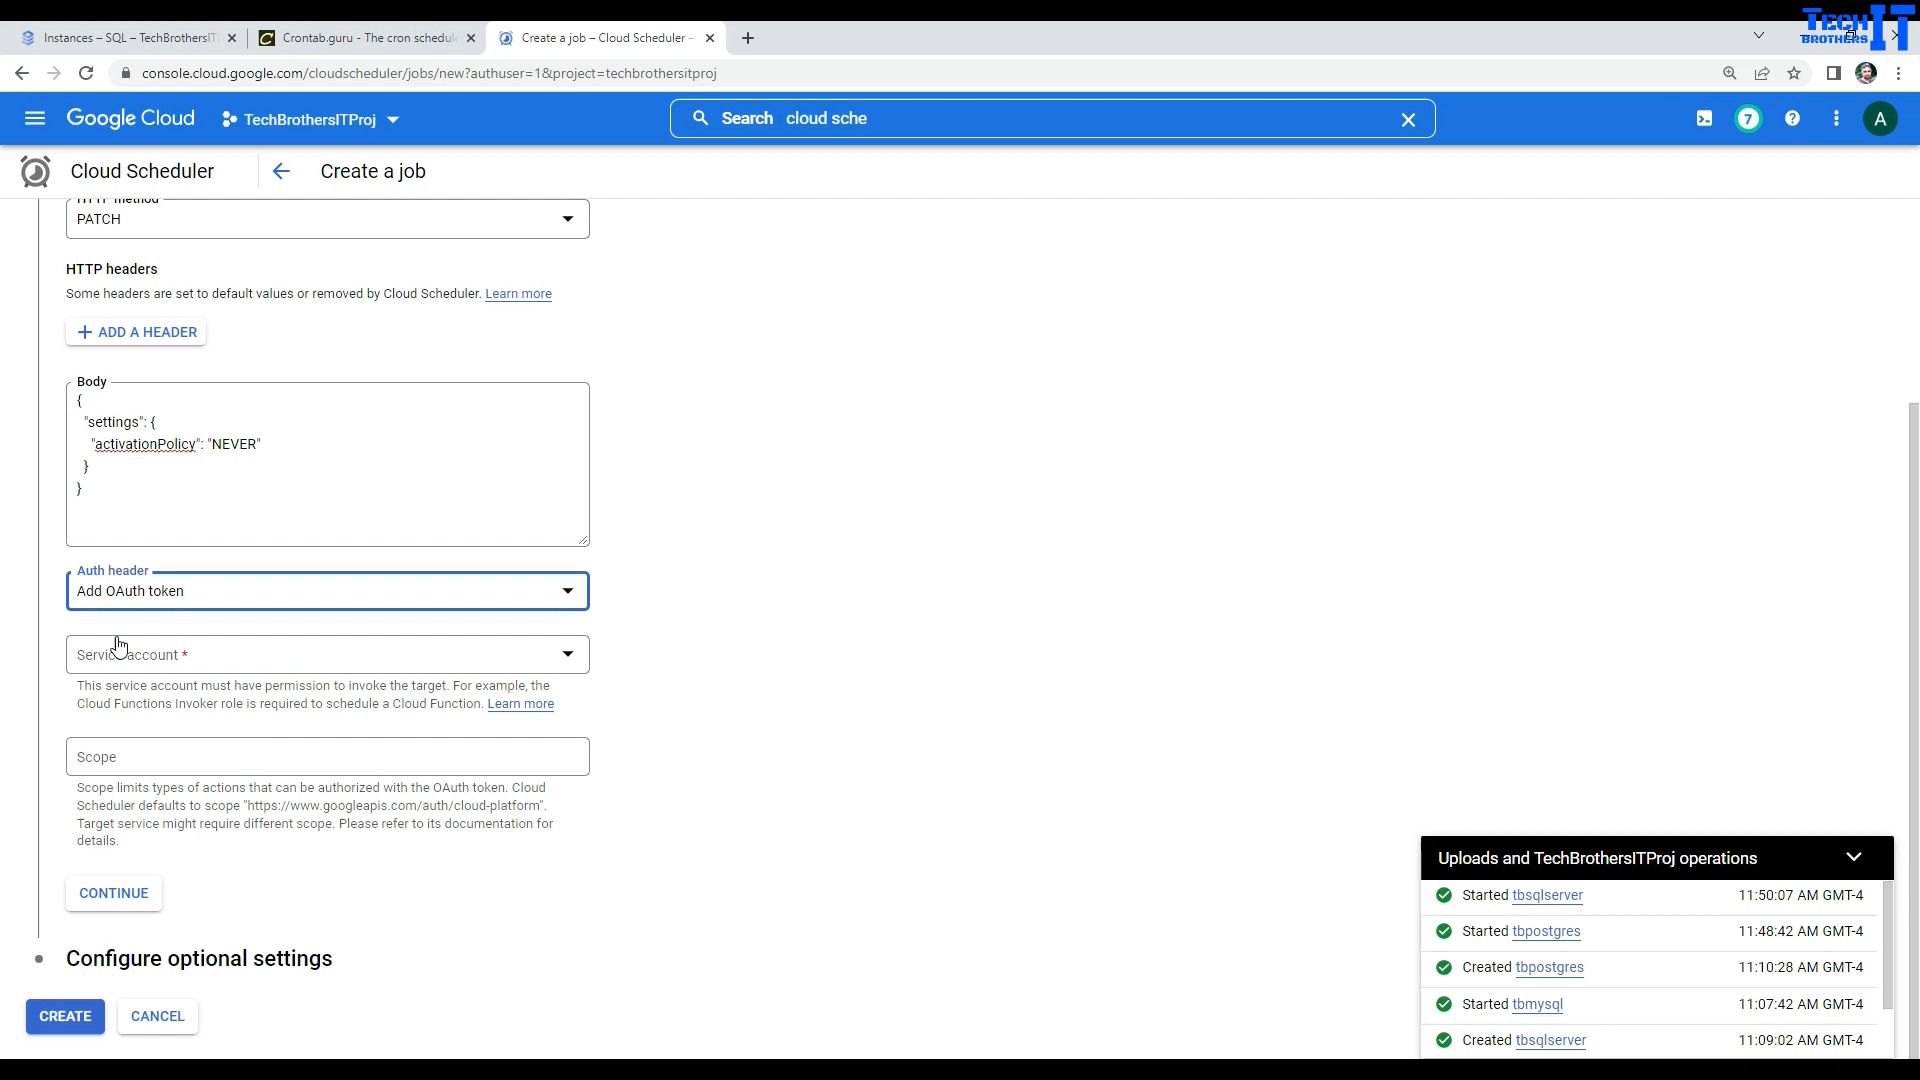 TECH IT
BROTHERS
Instances – SQL – TechBrothersIT
Crontab.guru - The cron schedul
Create a job – Cloud Scheduler –
console.cloud.google.com/cloudscheduler/jobs/new?authuser=1&project=techbrothersitproj
Google Cloud
TechBrothersITProj
Search cloud sche
7
A
Cloud Scheduler
Create a job
HTTP method
PATCH
HTTP headers
Some headers are set to default values or removed by Cloud Scheduler. Learn more
+ ADD A HEADER
Body
{
"settings": {
"activationPolicy": "NEVER"
}
}
Auth header
Add OAuth token
Service account *
This service account must have permission to invoke the target. For example, the
Cloud Functions Invoker role is required to schedule a Cloud Function. Learn more
Scope
Scope limits types of actions that can be authorized with the OAuth token. Cloud
Scheduler defaults to scope "https://www.googleapis.com/auth/cloud-platform".
Target service might require different scope. Please refer to its documentation for
details.
CONTINUE
Configure optional settings
CREATE
CANCEL
Uploads and TechBrothersITProj operations
Started tbsqlserver 11:50:07 AM GMT-4
Started tbpostgres 11:48:42 AM GMT-4
Created tbpostgres 11:10:28 AM GMT-4
Started tbmysql 11:07:42 AM GMT-4
Created tbsqlserver 11:09:02 AM GMT-4